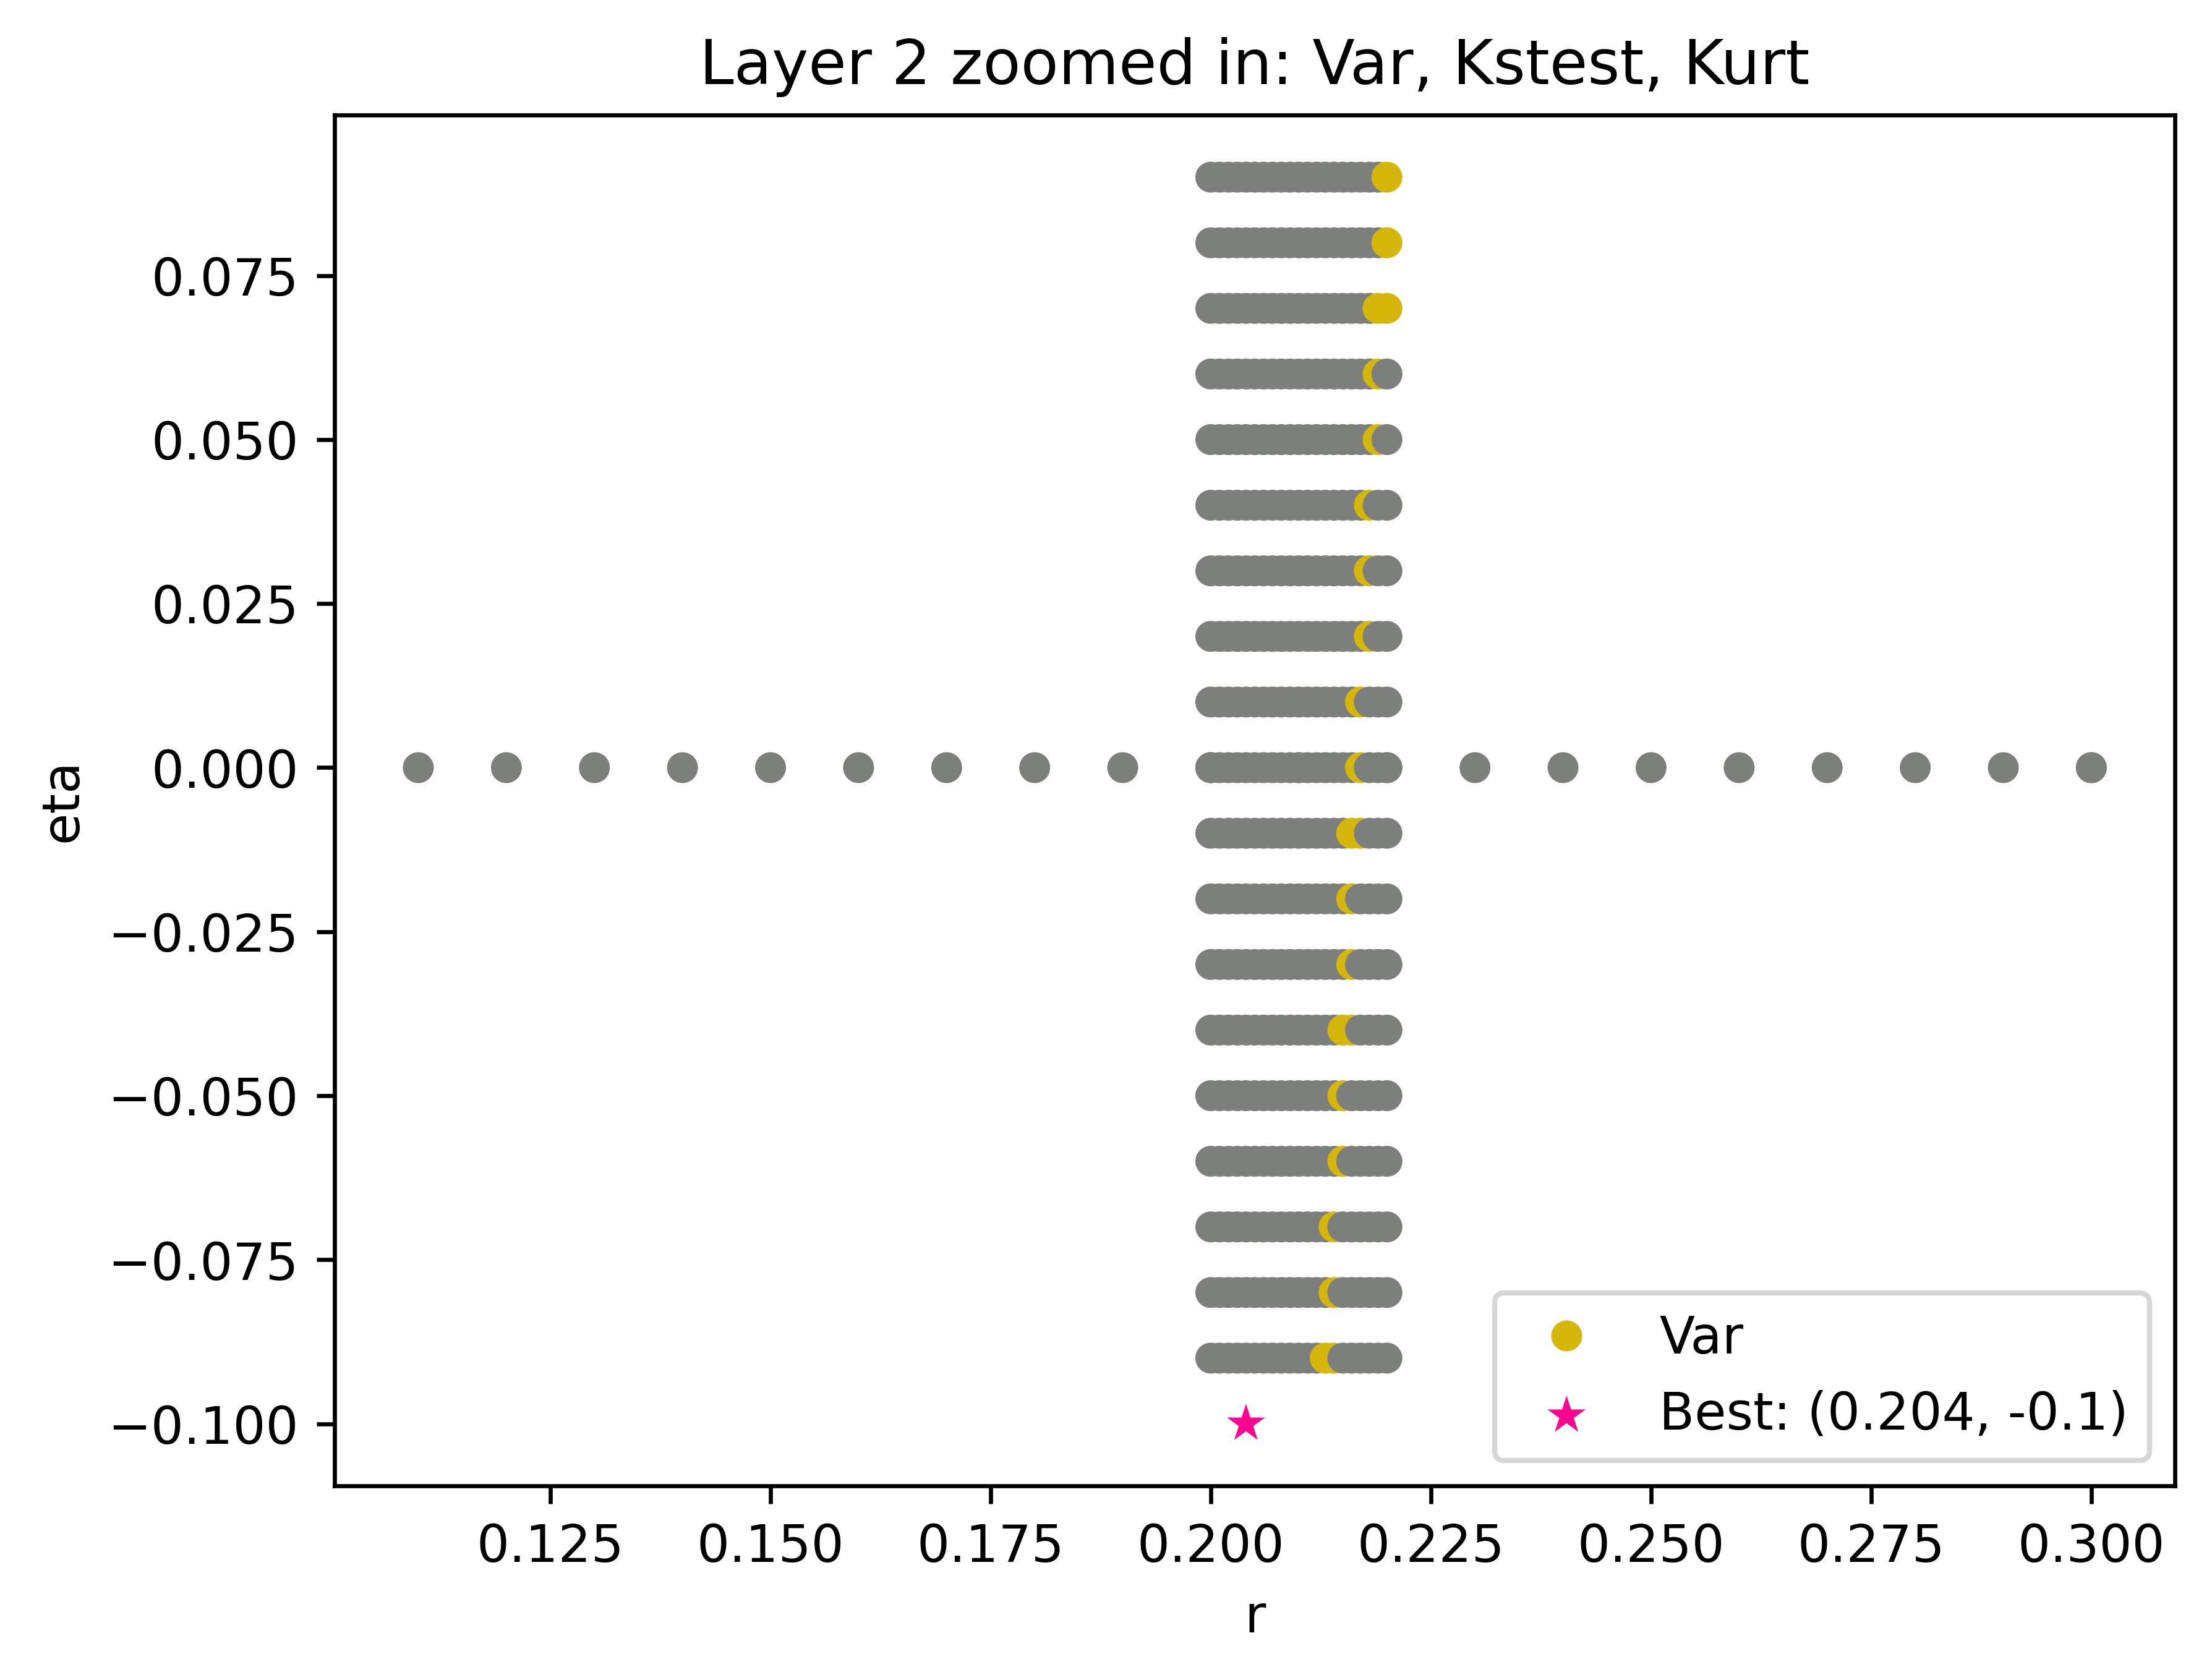 Layer 2 zoomed in: Var, Kstest, Kurt
0.075
0.050
0.025
0.000
−0.025
−0.050
−0.075
−0.100
eta
Var
Best: (0.204, -0.1)
0.125 0.150 0.175 0.200 0.225 0.250 0.275 0.300
r